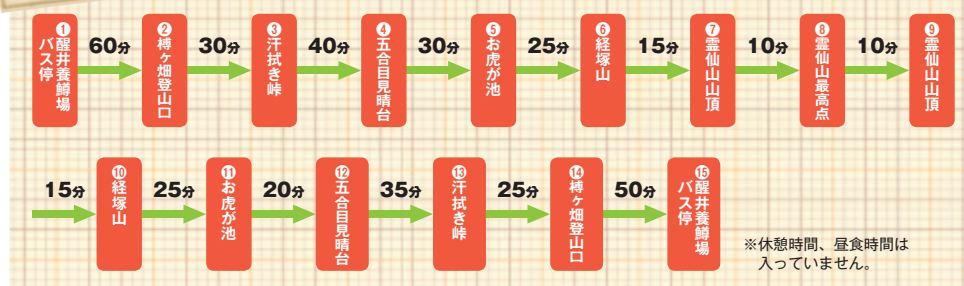 ❶醒井養鱒場
バス停
60分
❷榑ヶ畑登山口
30分
❸汗拭き峠
40分
❹五合目見晴台
30分
❺お虎が池
25分
❻経塚山
15分
❼霊仙山山頂
10分
❽霊仙山最高点
10分
❾霊仙山山頂
15分
❿経塚山
25分
⓫お虎が池
20分
⓬五合目見晴台
35分
⓭汗拭き峠
25分
⓮榑ヶ畑登山口
50分
⓯醒井養鱒場
バス停
※休憩時間、昼食時間は
入っていません。